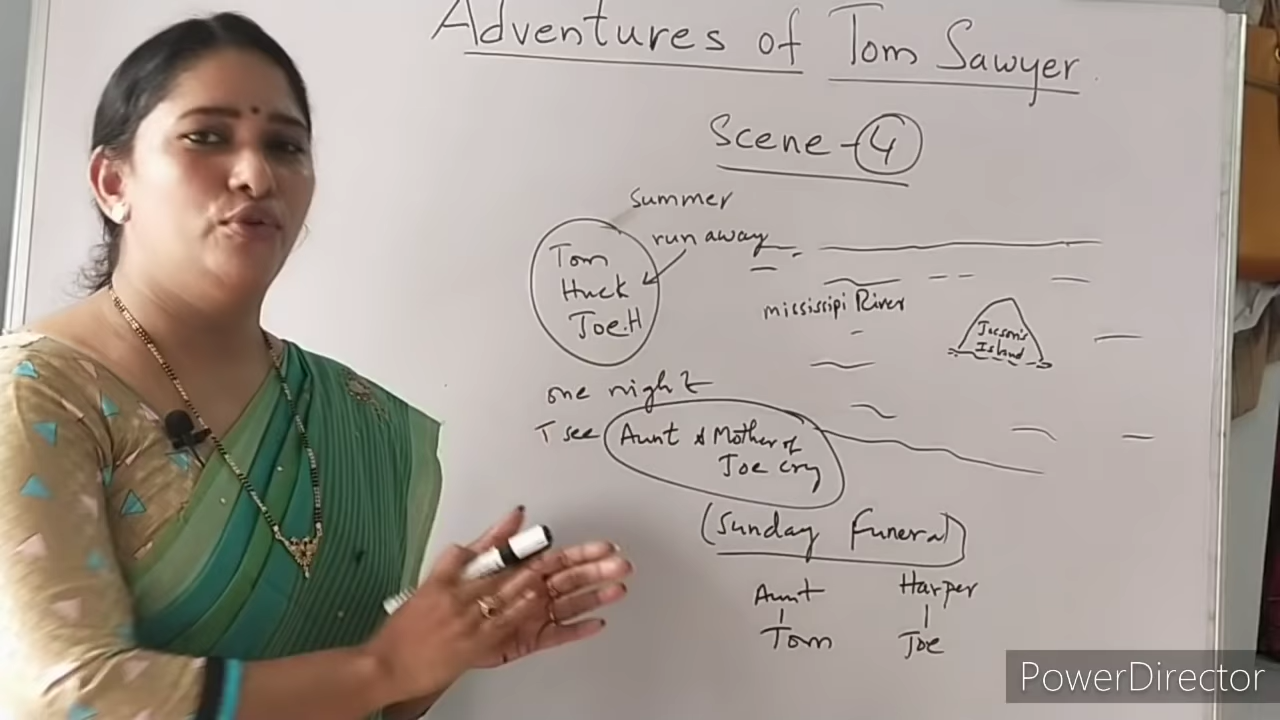 Adventures of Tom Sawyer
Scene-4
summer
run away
Tom
Huck
Joe.H
mississipi River
Jacson's
Island
one night
T see Aunt & Mother of
Joe cry
(Sunday Funeral)
Aunt Harper
Tom Joe
PowerDirector